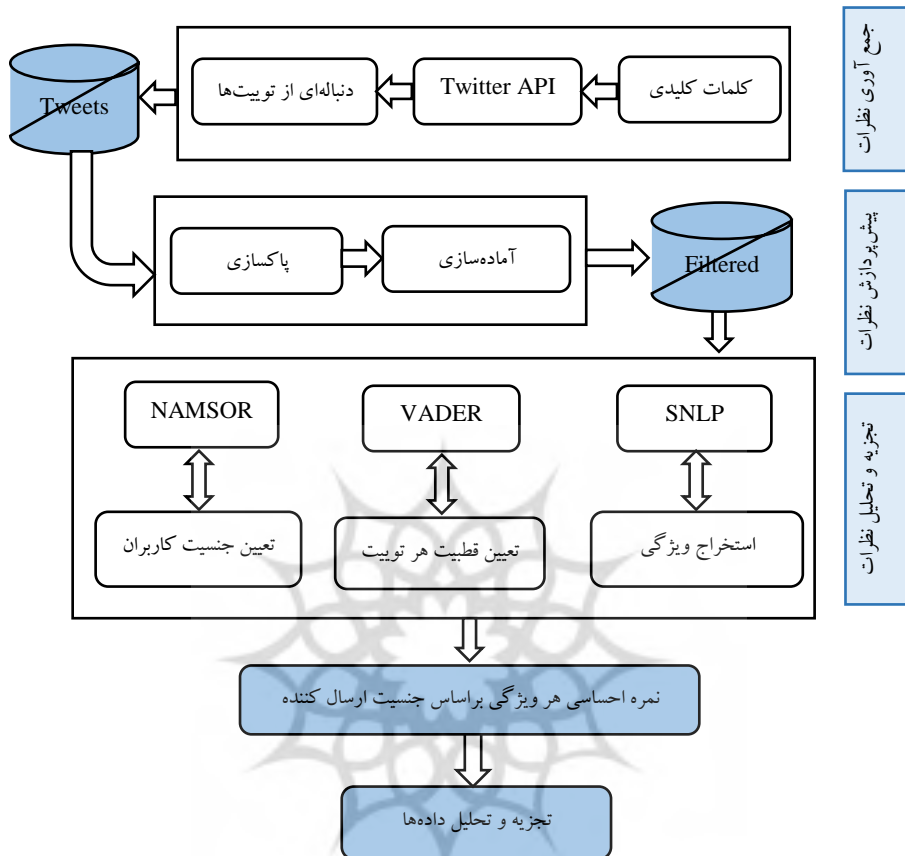 جمع آوری نظرات
کلمات کلیدی
Twitter API
دنباله‌ای از توییت‌ها
Tweets
پیش‌پردازش نظرات
پاکسازی
آماده‌سازی
Filtered
تجزیه و تحلیل نظرات
SNLP
VADER
NAMSOR
استخراج ویژگی
تعیین قطبیت هر توییت
تعیین جنسیت کاربران
نمره احساسی هر ویژگی براساس جنسیت ارسال کننده
تجزیه و تحلیل داده‌ها